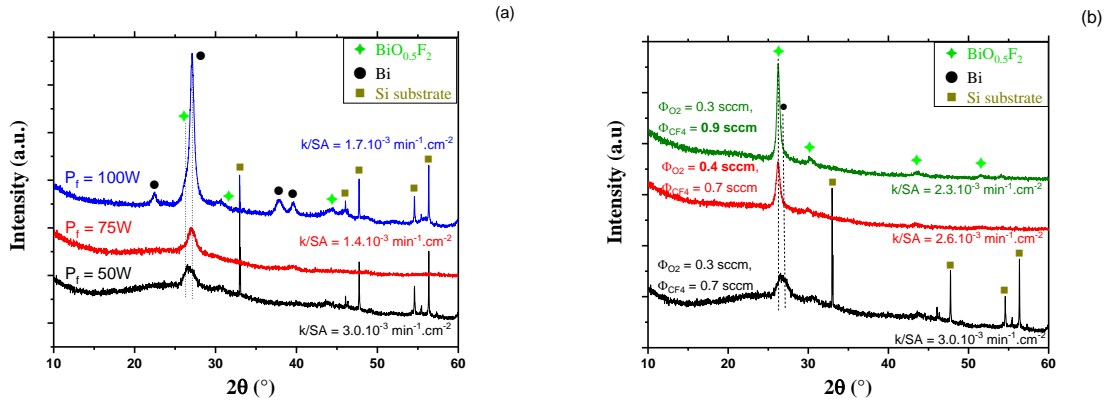 (a)
BiO0.5F2
Bi
Si substrate
k/SA = 1.7.10-3 min-1.cm-2
Pf = 100W
Pf = 75W
k/SA = 1.4.10-3 min-1.cm-2
Pf = 50W
k/SA = 3.0.10-3 min-1.cm-2
Intensity (a.u.)
10 20 30 40 50 60
2θ (°)
(b)
BiO0.5F2
Bi
Si substrate
ΦO2 = 0.3 sccm,
ΦCF4 = 0.9 sccm
ΦO2 = 0.4 sccm,
ΦCF4 = 0.7 sccm
k/SA = 2.3.10-3 min-1.cm-2
k/SA = 2.6.10-3 min-1.cm-2
ΦO2 = 0.3 sccm,
ΦCF4 = 0.7 sccm
k/SA = 3.0.10-3 min-1.cm-2
Intensity (a.u)
10 20 30 40 50 60
2θ (°)